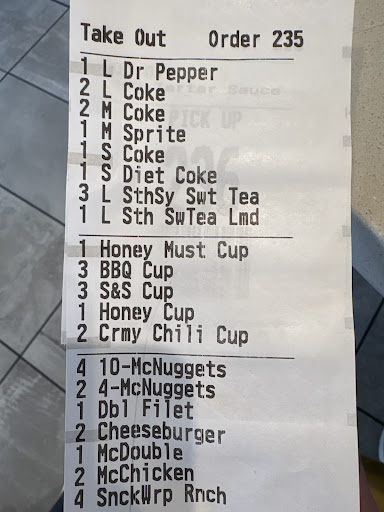 Take Out Order 235
1 L Dr Pepper
2 L Coke
2 M Coke
1 M Sprite
1 S Coke
1 S Diet Coke
3 L SthSy Swt Tea
1 L Sth SwTea Lmd
1 Honey Must Cup
3 BBQ Cup
3 S&S Cup
1 Honey Cup
2 Crmy Chili Cup
4 10-McNuggets
2 4-McNuggets
1 Dbl Filet
2 Cheeseburger
1 McDouble
2 McChicken
4 SnckWrp Rnch